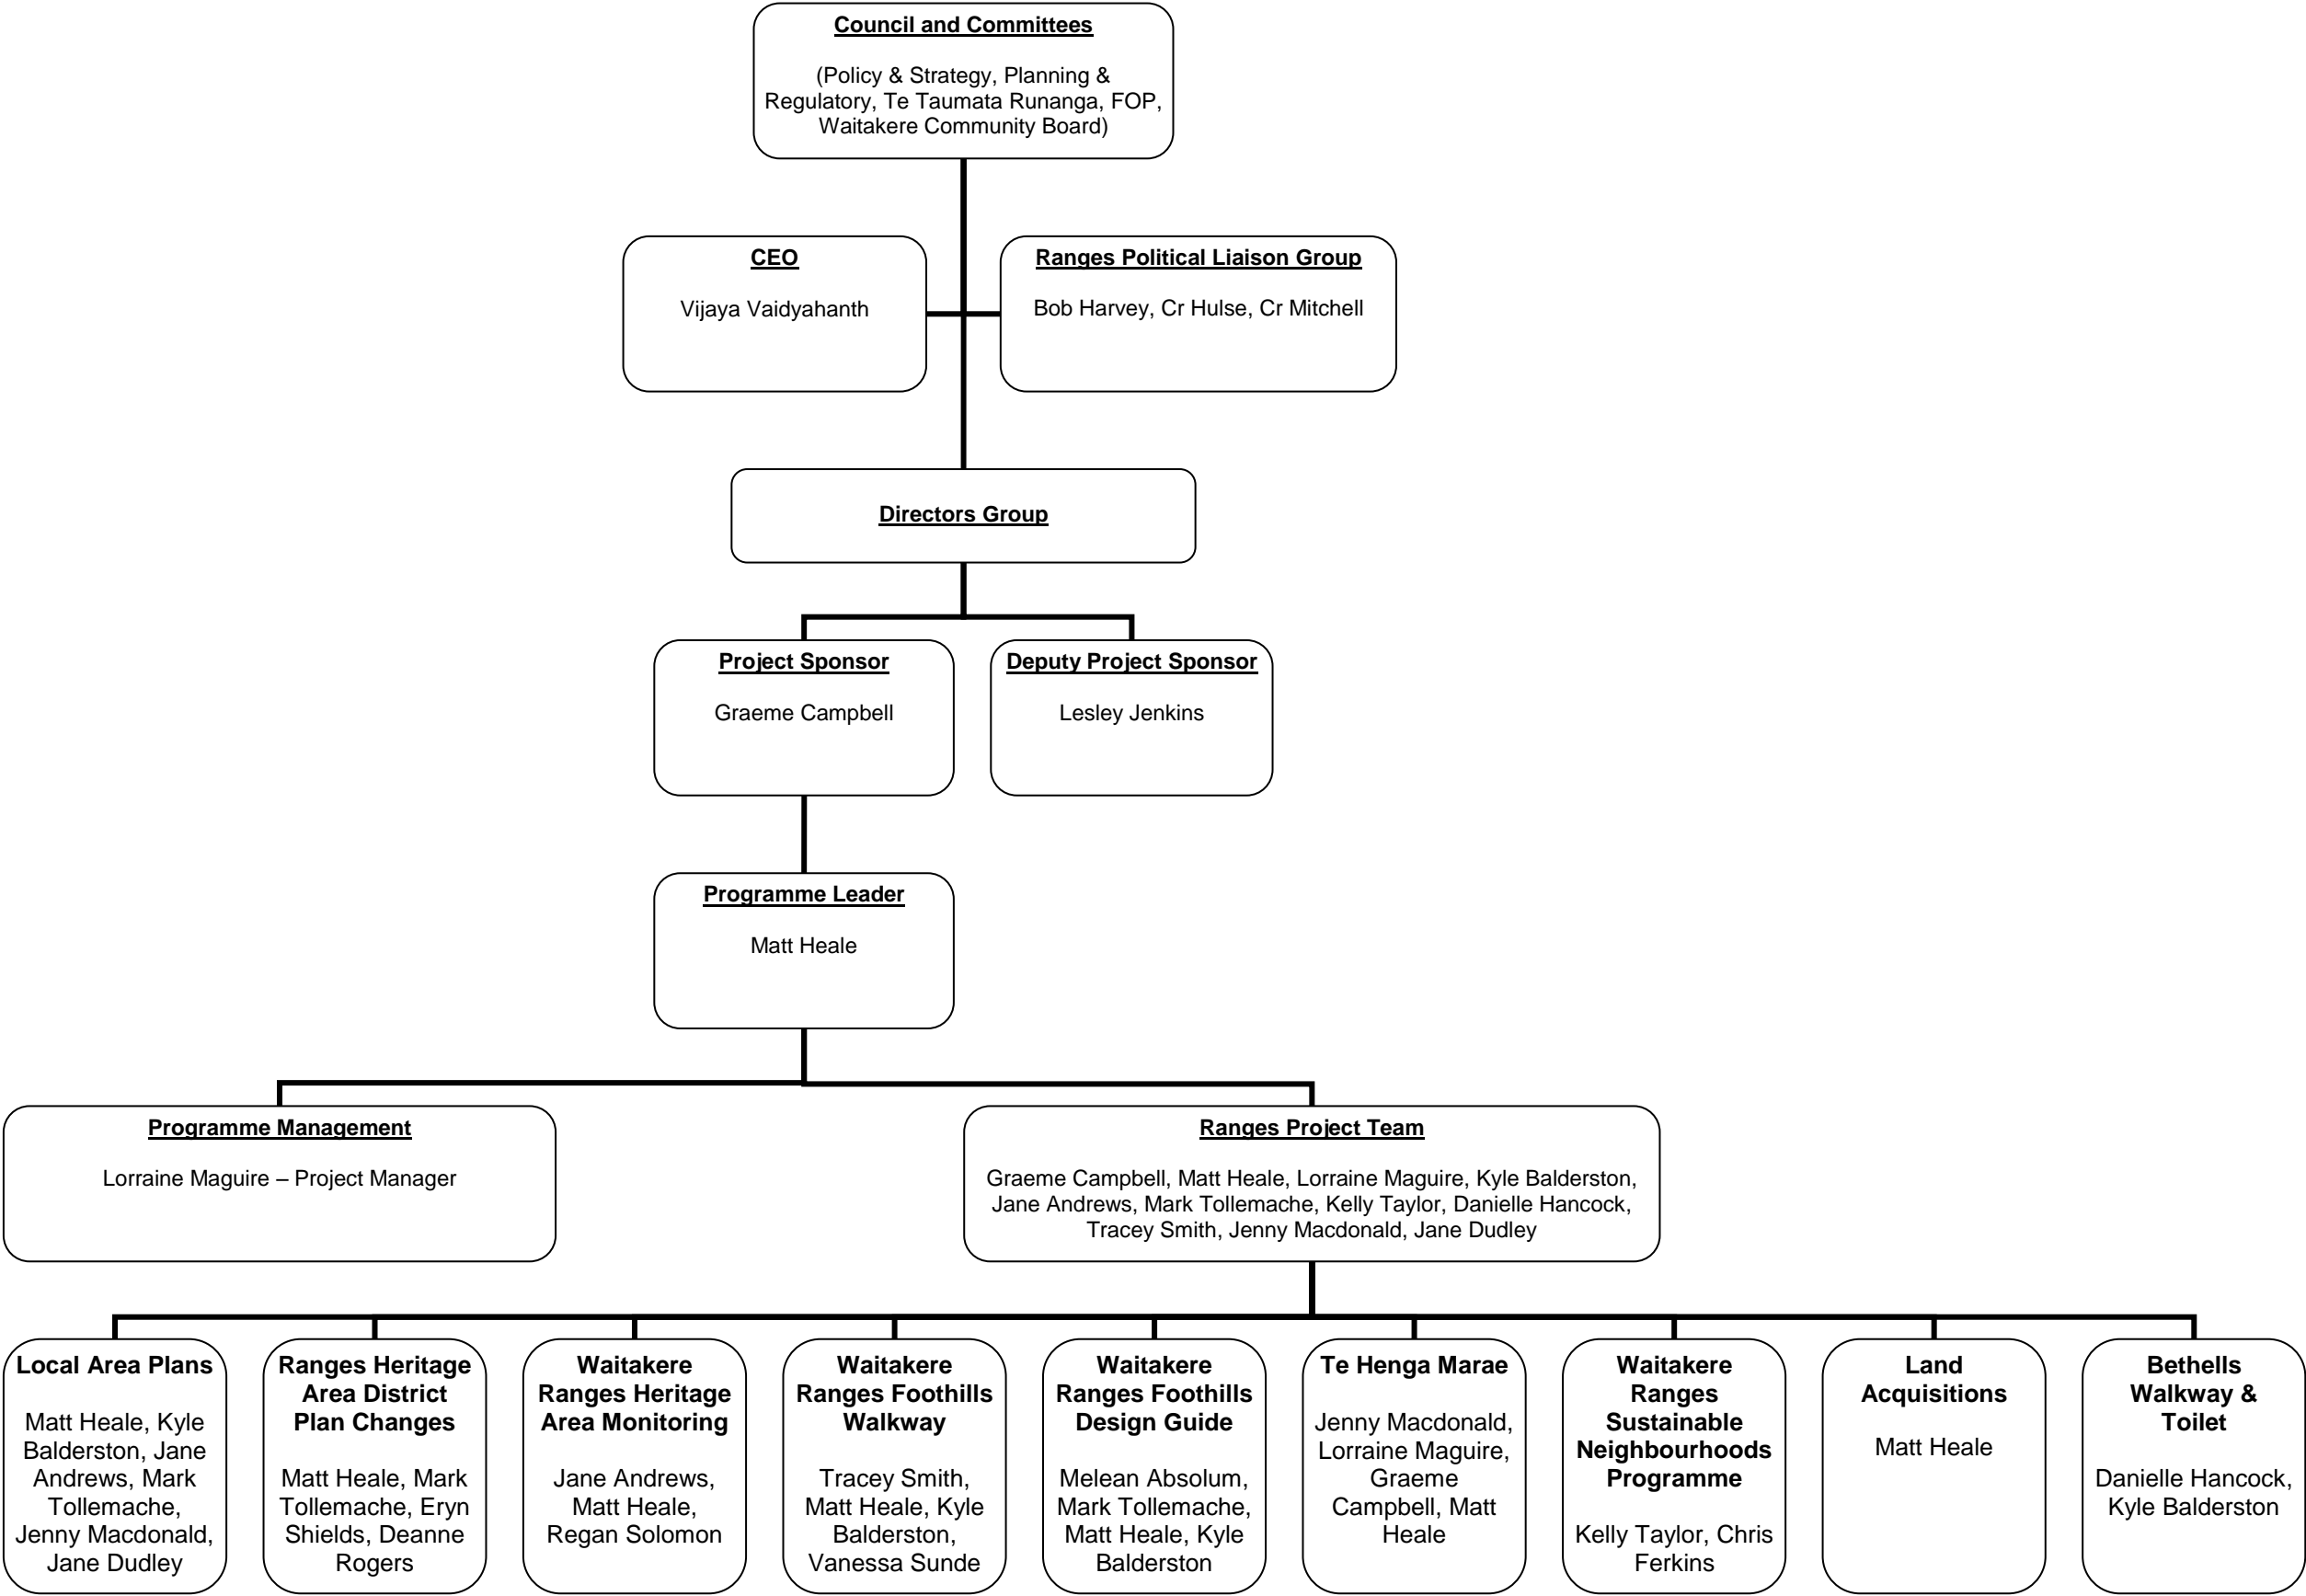 Council and Committees
(Policy & Strategy, Planning &
Regulatory, Te Taumata Runanga, FOP,
Waitakere Community Board)
CEO
Vijaya Vaidyahanth
Ranges Political Liaison Group
Bob Harvey, Cr Hulse, Cr Mitchell
Directors Group
Project Sponsor
Graeme Campbell
Deputy Project Sponsor
Lesley Jenkins
Programme Leader
Matt Heale
Programme Management
Lorraine Maguire – Project Manager
Ranges Project Team
Graeme Campbell, Matt Heale, Lorraine Maguire, Kyle Balderston,
Jane Andrews, Mark Tollemache, Kelly Taylor, Danielle Hancock,
Tracey Smith, Jenny Macdonald, Jane Dudley
Local Area Plans
Matt Heale, Kyle
Balderston, Jane
Andrews, Mark
Tollemache,
Jenny Macdonald,
Jane Dudley
Ranges Heritage
Area District
Plan Changes
Matt Heale, Mark
Tollemache, Eryn
Shields, Deanne
Rogers
Waitakere
Ranges Heritage
Area Monitoring
Jane Andrews,
Matt Heale,
Regan Solomon
Waitakere
Ranges Foothills
Walkway
Tracey Smith,
Matt Heale, Kyle
Balderston,
Vanessa Sunde
Waitakere
Ranges Foothills
Design Guide
Melean Absolum,
Mark Tollemache,
Matt Heale, Kyle
Balderston
Te Henga Marae
Jenny Macdonald,
Lorraine Maguire,
Graeme
Campbell, Matt
Heale
Waitakere
Ranges
Sustainable
Neighbourhoods
Programme
Kelly Taylor, Chris
Ferkins
Land
Acquisitions
Matt Heale
Bethells
Walkway &
Toilet
Danielle Hancock,
Kyle Balderston